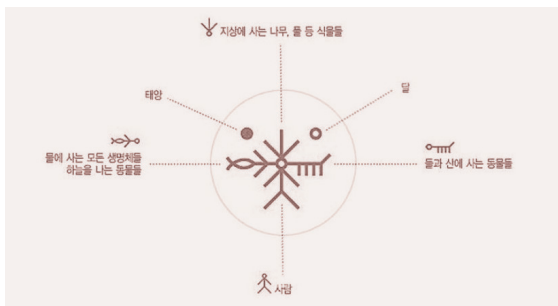 지상에 사는 나무, 풀 등 식물들
태양
달
물에 사는 모든 생명체들
하늘을 나는 동물들
들과 산에 사는 동물들
사람